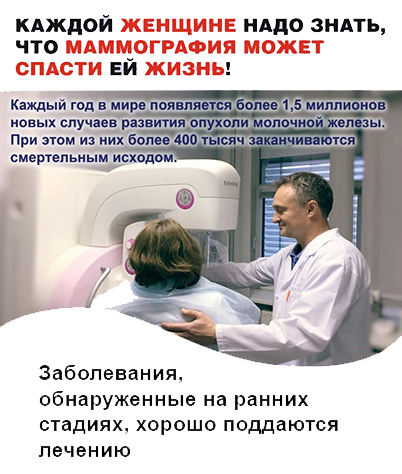 КАЖДОЙ ЖЕНЩИНЕ НАДО ЗНАТЬ,
ЧТО МАММОГРАФИЯ МОЖЕТ
СПАСТИ ЕЙ ЖИЗНЬ!
Каждый год в мире появляется более 1,5 миллионов
новых случаев развития опухоли молочной железы.
При этом из них более 400 тысяч заканчиваются
смертельным исходом.
Заболевания,
обнаруженные на ранних
стадиях, хорошо поддаются
лечению